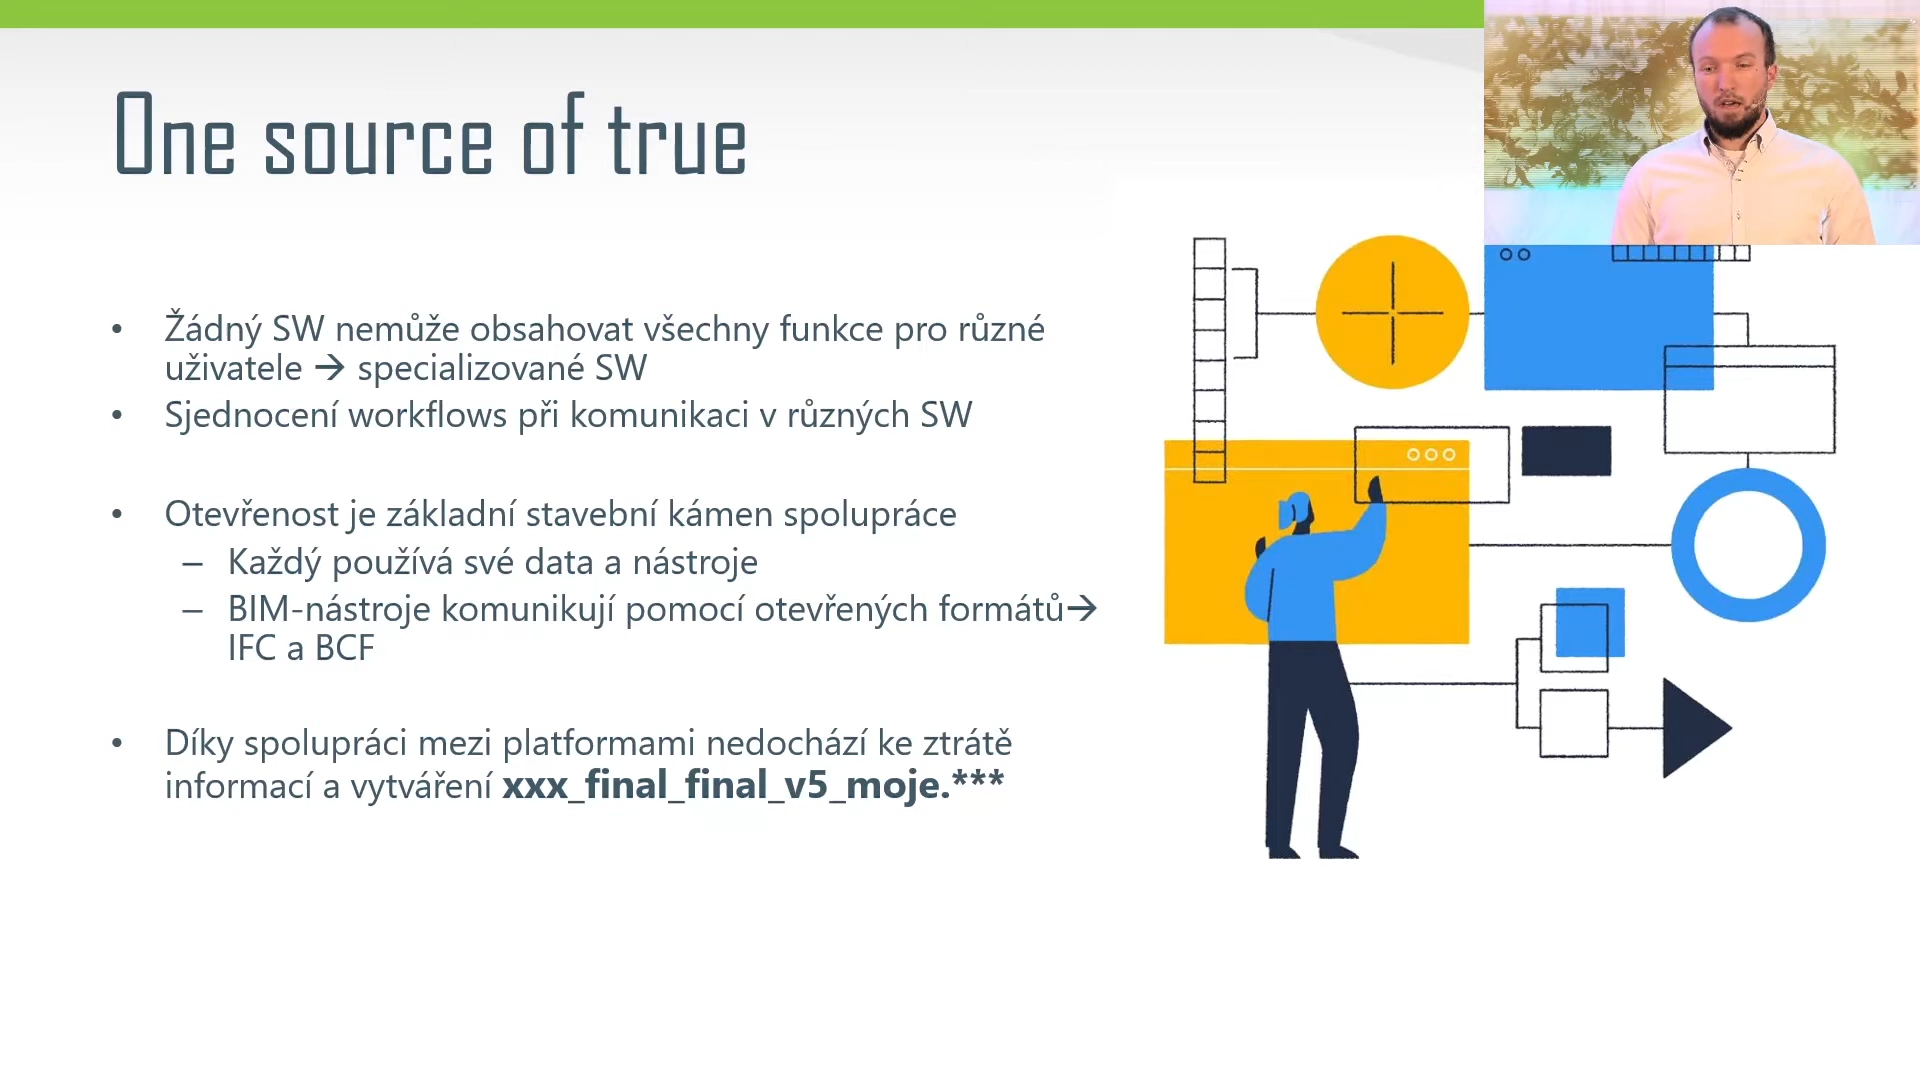 One source of true
• Žádný SW nemůže obsahovat všechny funkce pro různé
uživatele → specializované SW
• Sjednocení workflows při komunikaci v různých SW
• Otevřenost je základní stavební kámen spolupráce
– Každý používá své data a nástroje
– BIM-nástroje komunikují pomocí otevřených formátů→
IFC a BCF
• Díky spolupráci mezi platformami nedochází ke ztrátě
informací a vytváření xxx_final_final_v5_moje.***